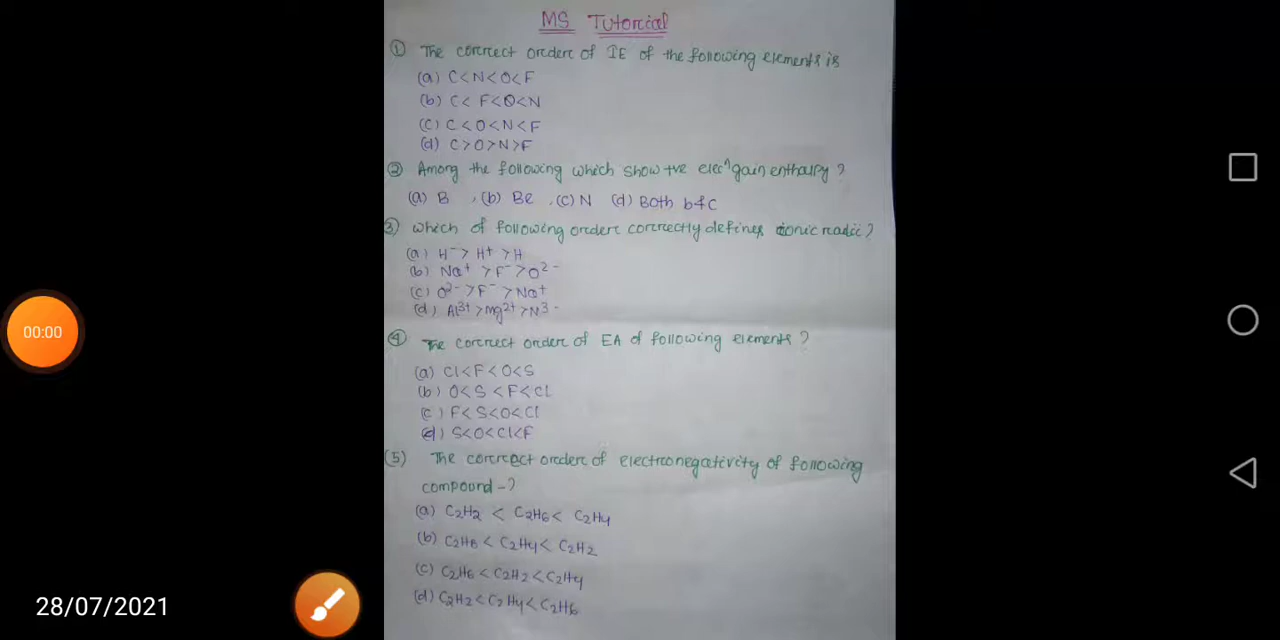 MS Tutorial
① The correct order of IE of the following elements is
(a) C<N<O<F
(b) C< F<O<N
(c) C<O<N<F
(d) C>O>N>F
② Among the following which show +ve elecⁿ gain enthalpy?
(a) B , (b) Be , (c) N (d) Both b&c
③ Which of following order correctly defines ionic radii?
(a) H⁻> H⁺ >H
(b) Na⁺ >F⁻>O²⁻
(c) O²⁻>F⁻ >Na⁺
(d) Al³⁺ >Mg²⁺>N³⁻
④ The correct order of EA of following elements?
(a) Cl<F<O<S
(b) O<S <F<Cl
(c) F<S<O<Cl
(d) S<O<Cl<F
(5) The correct order of electronegativity of following
compound-?
(a) C₂H₂ < C₂H₆< C₂H₄
(b) C₂H₆ < C₂H₄< C₂H₂
(c) C₂H₆ <C₂H₂<C₂H₄
(d) C₂H₂<C₂H₄<C₂H₆
00:00
28/07/2021